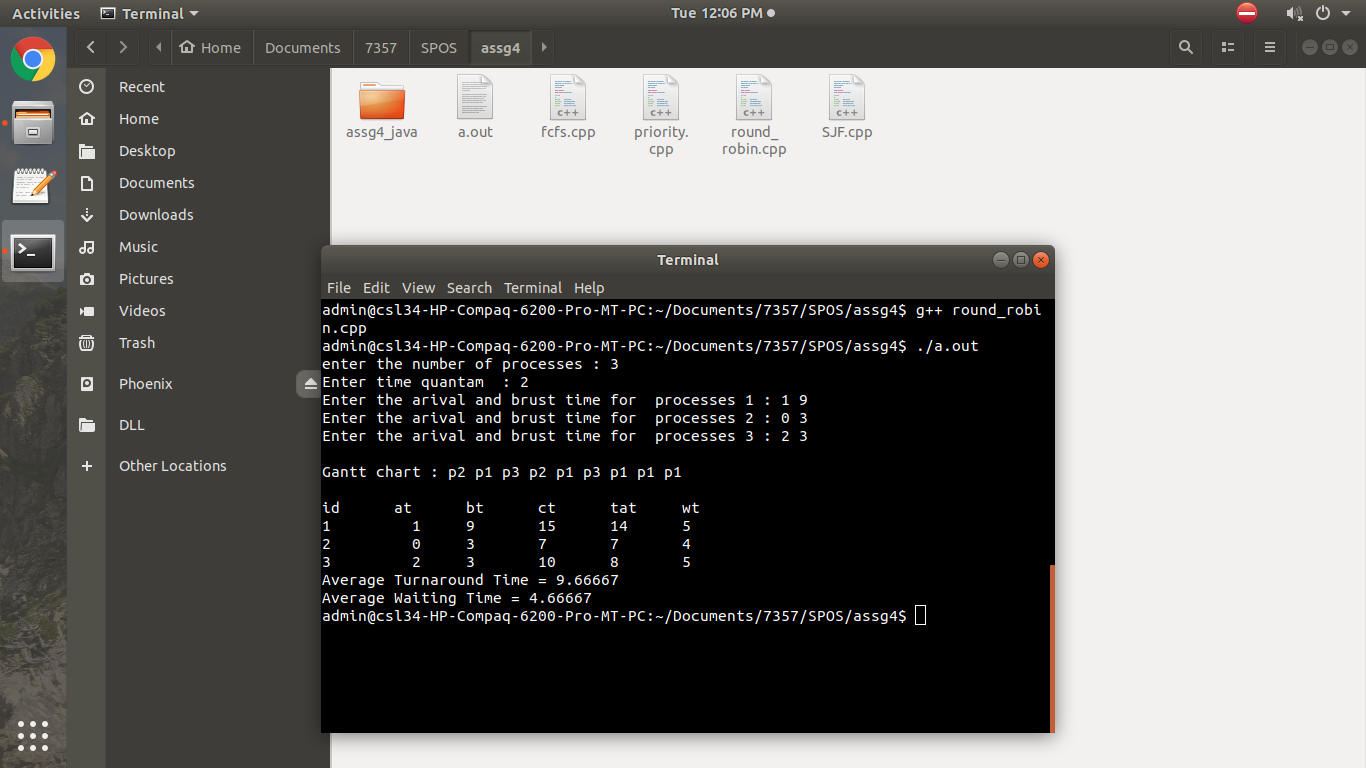 Activities Terminal Tue 12:06 PM
Home Documents 7357 SPOS assg4
Recent
Home
Desktop
Documents
Downloads
Music
Pictures
Videos
Trash
Phoenix
DLL
Other Locations
assg4_java
a.out
c++
fcfs.cpp
c++
priority.
cpp
c++
round_
robin.cpp
c++
SJF.cpp
Terminal
File Edit View Search Terminal Help
admin@csl34-HP-Compaq-6200-Pro-MT-PC:~/Documents/7357/SPOS/assg4$ g++ round_robi
n.cpp
admin@csl34-HP-Compaq-6200-Pro-MT-PC:~/Documents/7357/SPOS/assg4$ ./a.out
enter the number of processes : 3
Enter time quantam  : 2
Enter the arival and brust time for  processes 1 : 1 9
Enter the arival and brust time for  processes 2 : 0 3
Enter the arival and brust time for  processes 3 : 2 3
Gantt chart : p2 p1 p3 p2 p1 p3 p1 p1 p1
id at bt ct tat wt
1 1 9 15 14 5
2 0 3 7 7 4
3 2 3 10 8 5
Average Turnaround Time = 9.66667
Average Waiting Time = 4.66667
admin@csl34-HP-Compaq-6200-Pro-MT-PC:~/Documents/7357/SPOS/assg4$